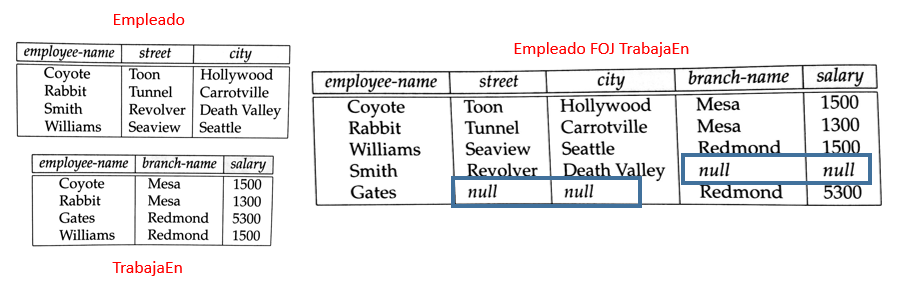 Empleado
employee-name street city
Coyote Toon Hollywood
Rabbit Tunnel Carrotville
Smith Revolver Death Valley
Williams Seaview Seattle
employee-name branch-name salary
Coyote Mesa 1500
Rabbit Mesa 1300
Gates Redmond 5300
Williams Redmond 1500
TrabajaEn
Empleado FOJ TrabajaEn
employee-name street city branch-name salary
Coyote Toon Hollywood Mesa 1500
Rabbit Tunnel Carrotville Mesa 1300
Williams Seaview Seattle Redmond 1500
Smith Revolver Death Valley null null
Gates null null Redmond 5300